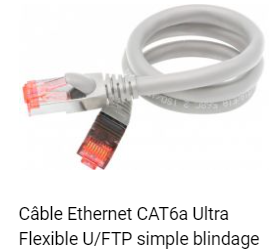 Câble Ethernet CAT6a Ultra
Flexible U/FTP simple blindage